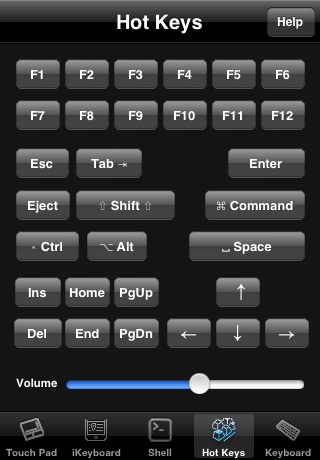 Hot Keys Help
F1 F2 F3 F4 F5 F6
F7 F8 F9 F10 F11 F12
Esc Tab ⇥ Enter
Eject ⇧ Shift ⇧ ⌘ Command
^ Ctrl ⌥ Alt ⎵ Space
Ins Home PgUp ↑
Del End PgDn ← ↓ →
Volume
Touch Pad iKeyboard Shell Hot Keys Keyboard